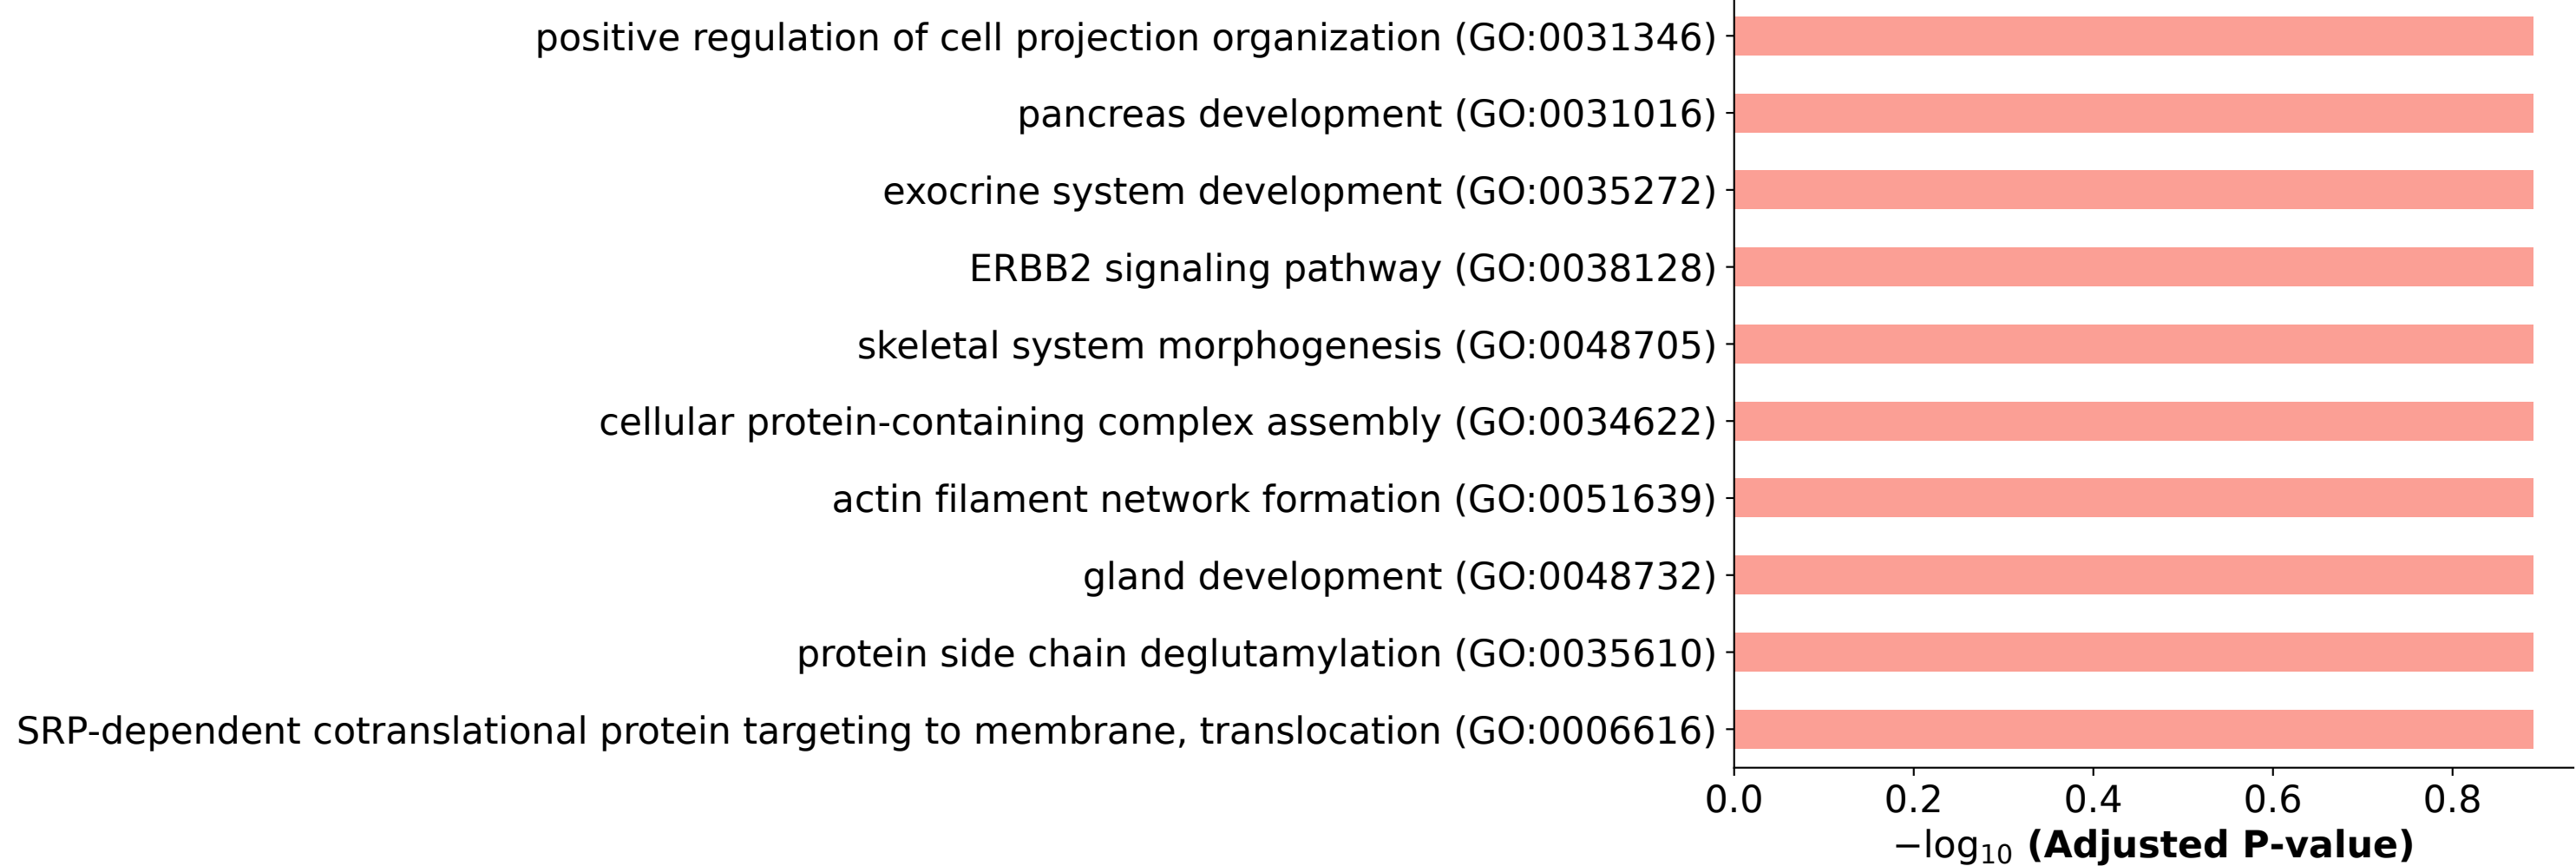 positive regulation of cell projection organization (GO:0031346)
pancreas development (GO:0031016)
exocrine system development (GO:0035272)
ERBB2 signaling pathway (GO:0038128)
skeletal system morphogenesis (GO:0048705)
cellular protein-containing complex assembly (GO:0034622)
actin filament network formation (GO:0051639)
gland development (GO:0048732)
protein side chain deglutamylation (GO:0035610)
SRP-dependent cotranslational protein targeting to membrane, translocation (GO:0006616)
0.0 0.2 0.4 0.6 0.8
−log₁₀ (Adjusted P-value)